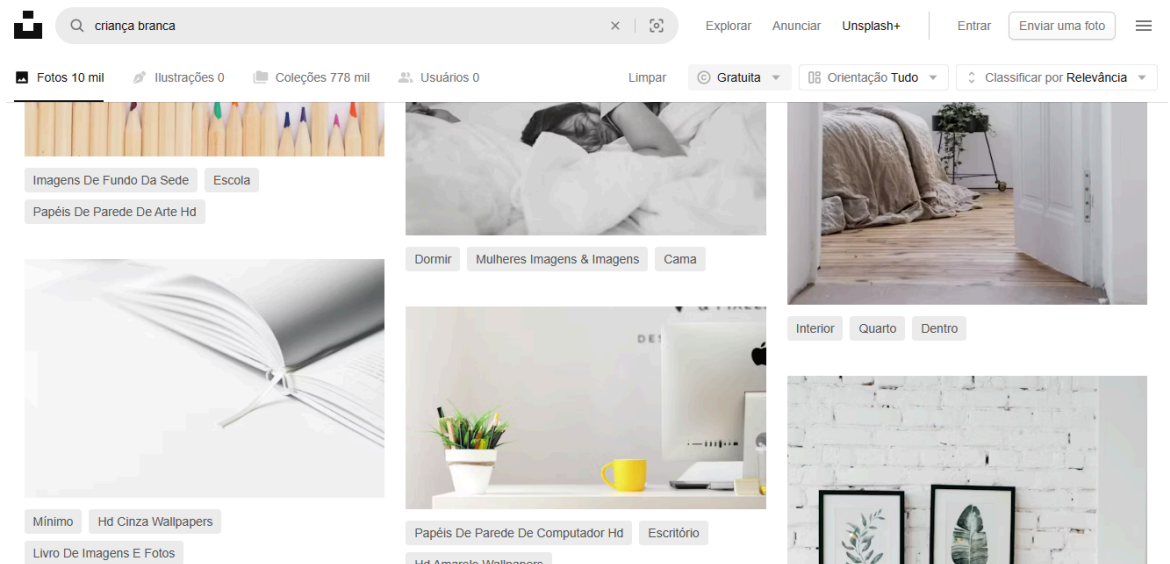 criança branca
Explorar
Anunciar
Unsplash+
Entrar
Enviar uma foto
Fotos 10 mil
Ilustrações 0
Coleções 778 mil
Usuários 0
Limpar
Gratuita
Orientação Tudo
Classificar por Relevância
Imagens De Fundo Da Sede
Escola
Papéis De Parede De Arte Hd
Dormir
Mulheres Imagens & Imagens
Cama
Interior
Quarto
Dentro
Mínimo
Hd Cinza Wallpapers
Livro De Imagens E Fotos
Papéis De Parede De Computador Hd
Escritório
Hd Amarelo Wallpapers